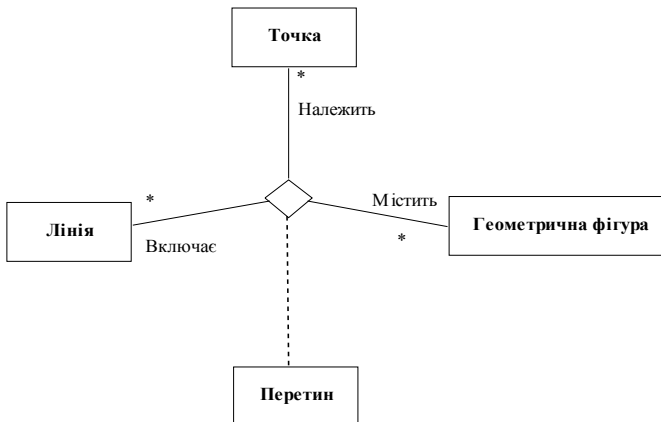 Точка
*
Належить
*
Містить
Лінія
Геометрична фігура
Включає
*
Перетин